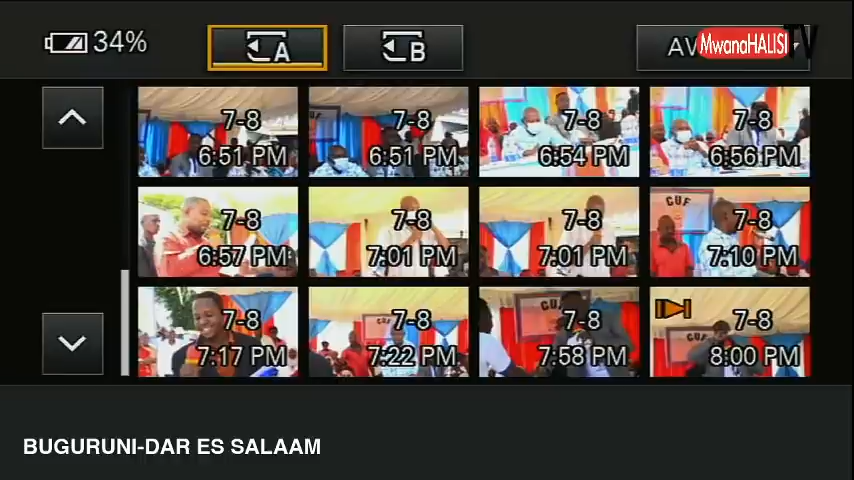 34%
A
B
AV
MwanaHALISI TV
7-8
6:51 PM
7-8
6:51 PM
7-8
6:54 PM
7-8
6:56 PM
7-8
6:57 PM
7-8
7:01 PM
7-8
7:01 PM
CUF
7-8
7:10 PM
7-8
7:17 PM
7-8
7:22 PM
CUF
7-8
7:58 PM
7-8
8:00 PM
BUGURUNI-DAR ES SALAAM